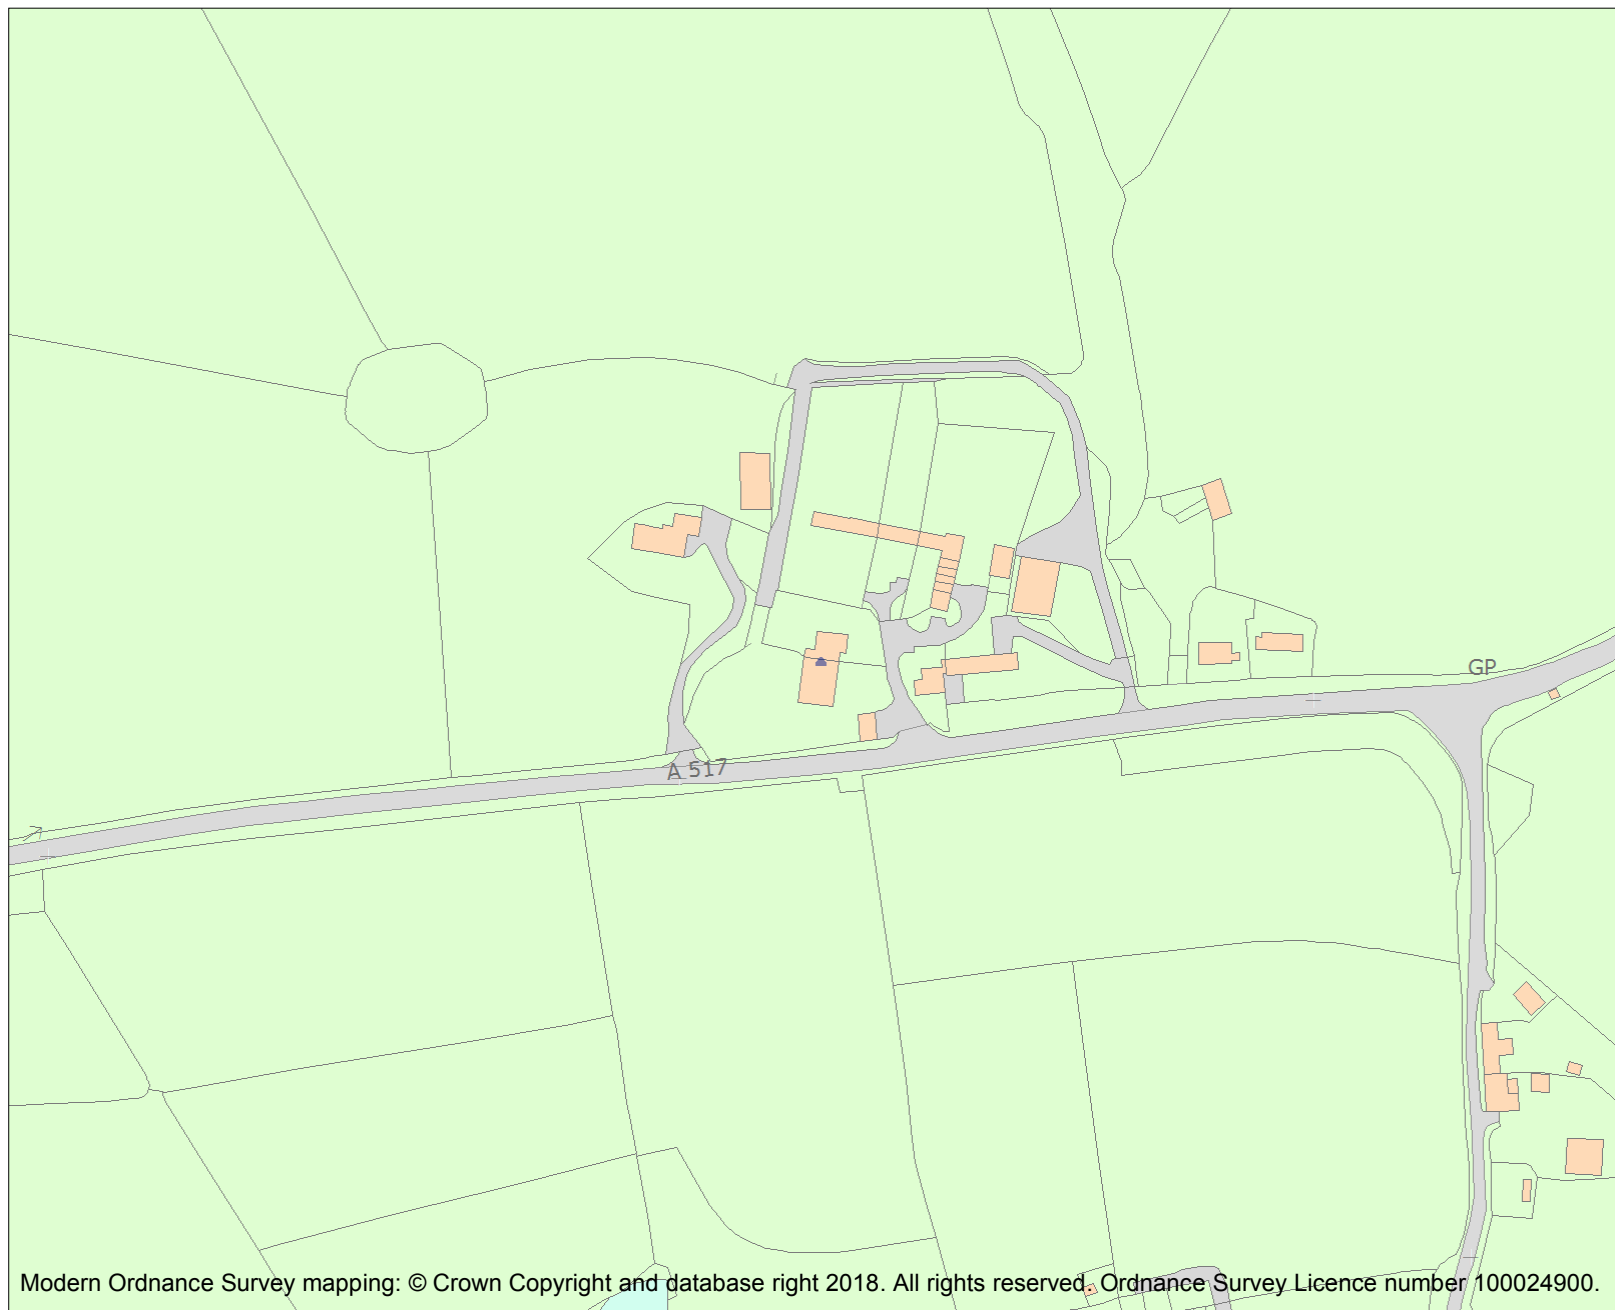 GP
A 517
Modern Ordnance Survey mapping: © Crown Copyright and database right 2018. All rights reserved. Ordnance Survey Licence number 100024900.